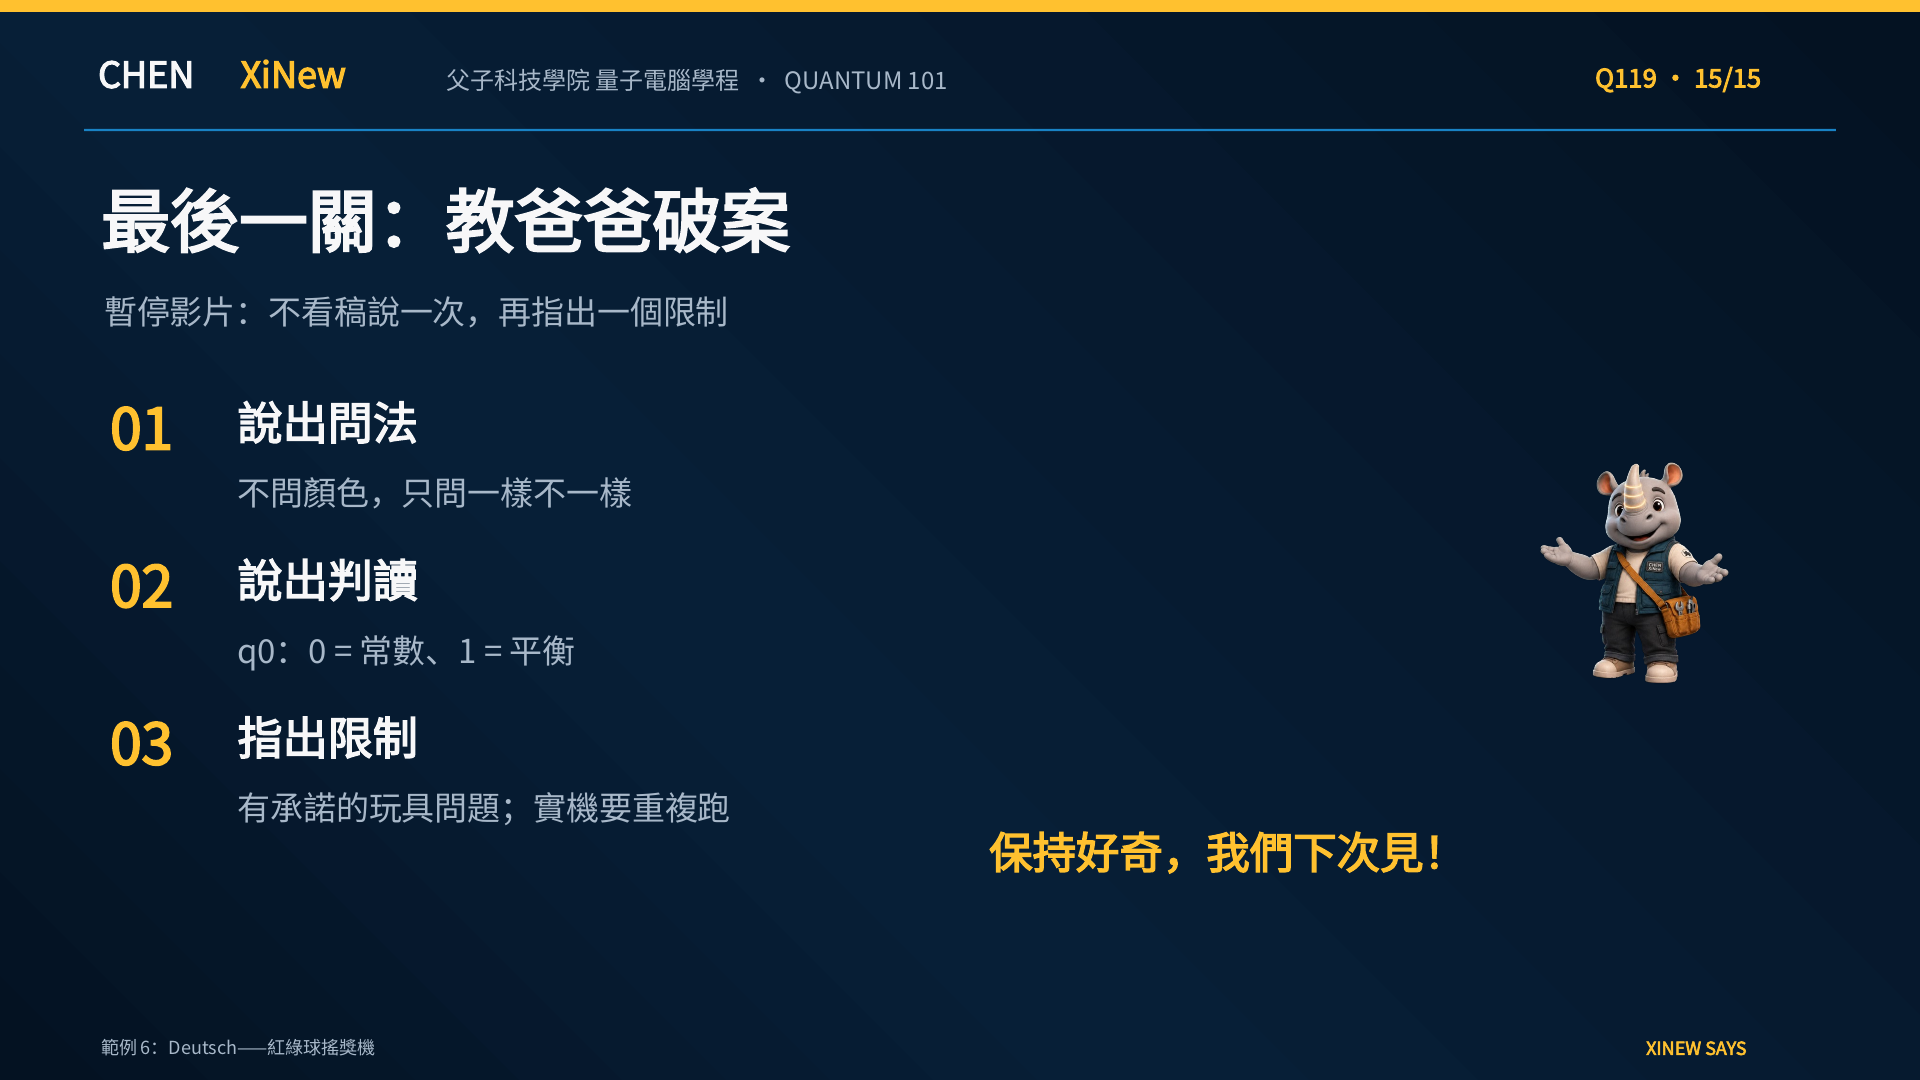 CHEN XiNew 父子科技學院 量子電腦學程 · QUANTUM 101 Q119 · 15/15
最後一關：教爸爸破案
暫停影片：不看稿說一次，再指出一個限制
01 說出問法
不問顏色，只問一樣不一樣
02 說出判讀
q0：0 = 常數、1 = 平衡
03 指出限制
有承諾的玩具問題；實機要重複跑
保持好奇，我們下次見！
範例 6：Deutsch——紅綠球搖獎機 XINEW SAYS